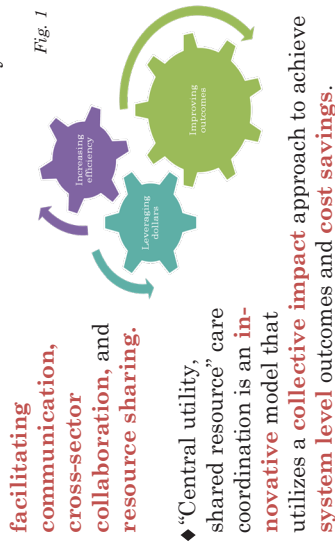 facilitating
communication,
cross-sector
collaboration, and
resource sharing.
Fig. 1
Increasing
efficiency
Leveraging
dollars
Improving
outcomes
◆“Central utility,
shared resource” care
coordination is an in-
novative model that
utilizes a collective impact approach to achieve
system level outcomes and cost savings.